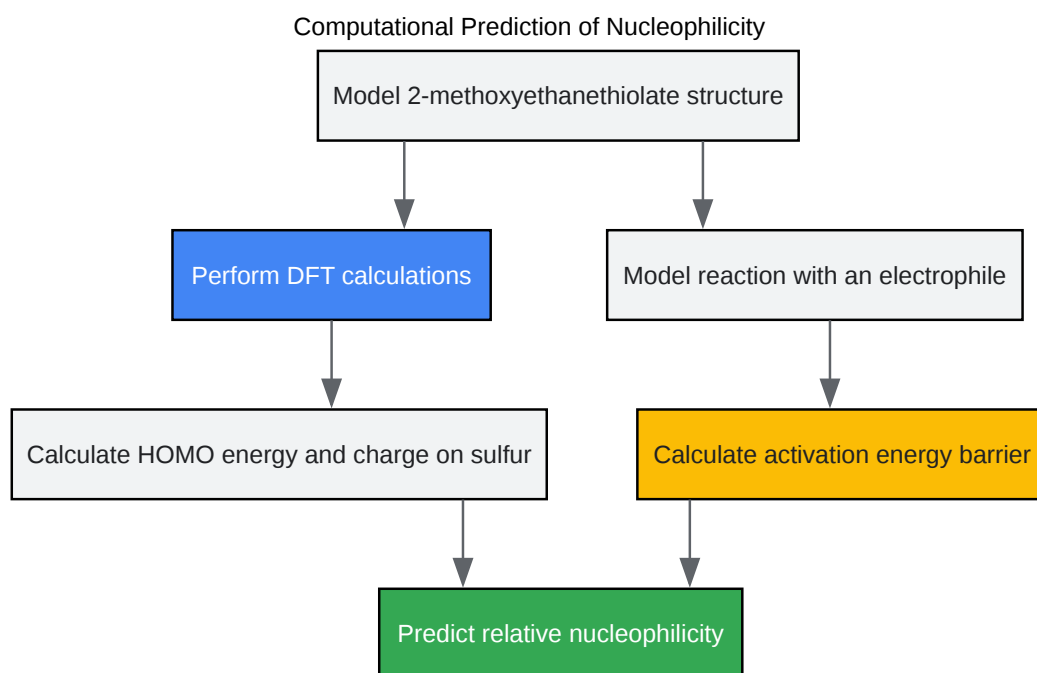 Computational Prediction of Nucleophilicity
Model 2-methoxyethanethiolate structure
Perform DFT calculations
Model reaction with an electrophile
Calculate HOMO energy and charge on sulfur
Calculate activation energy barrier
Predict relative nucleophilicity